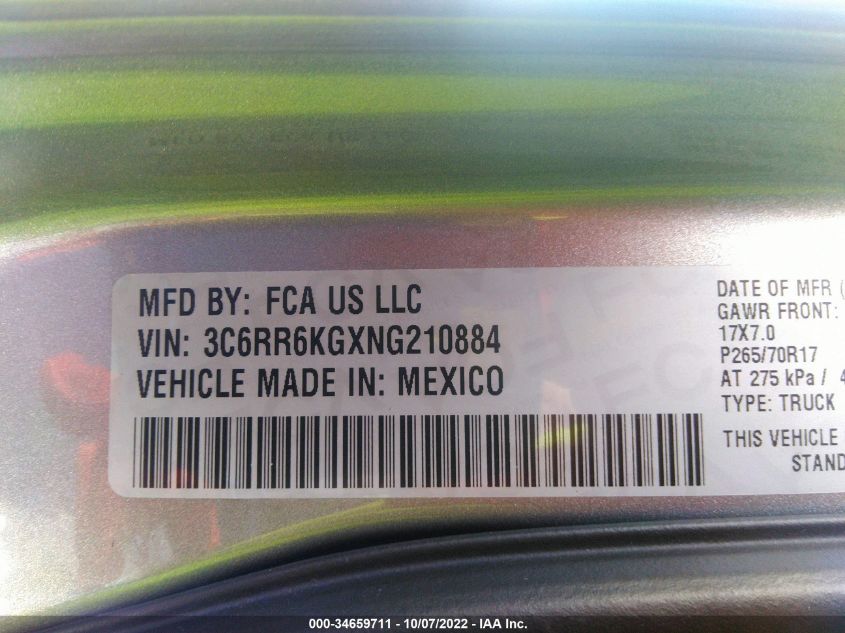 MFD BY: FCA US LLC
VIN: 3C6RR6KGXNG210884
VEHICLE MADE IN: MEXICO
DATE OF MFR (
GAWR FRONT:
17X7.0
P265/70R17
AT 275 kPa / 4
TYPE: TRUCK
THIS VEHICLE
STAND
000-34659711 - 10/07/2022 - IAA Inc.